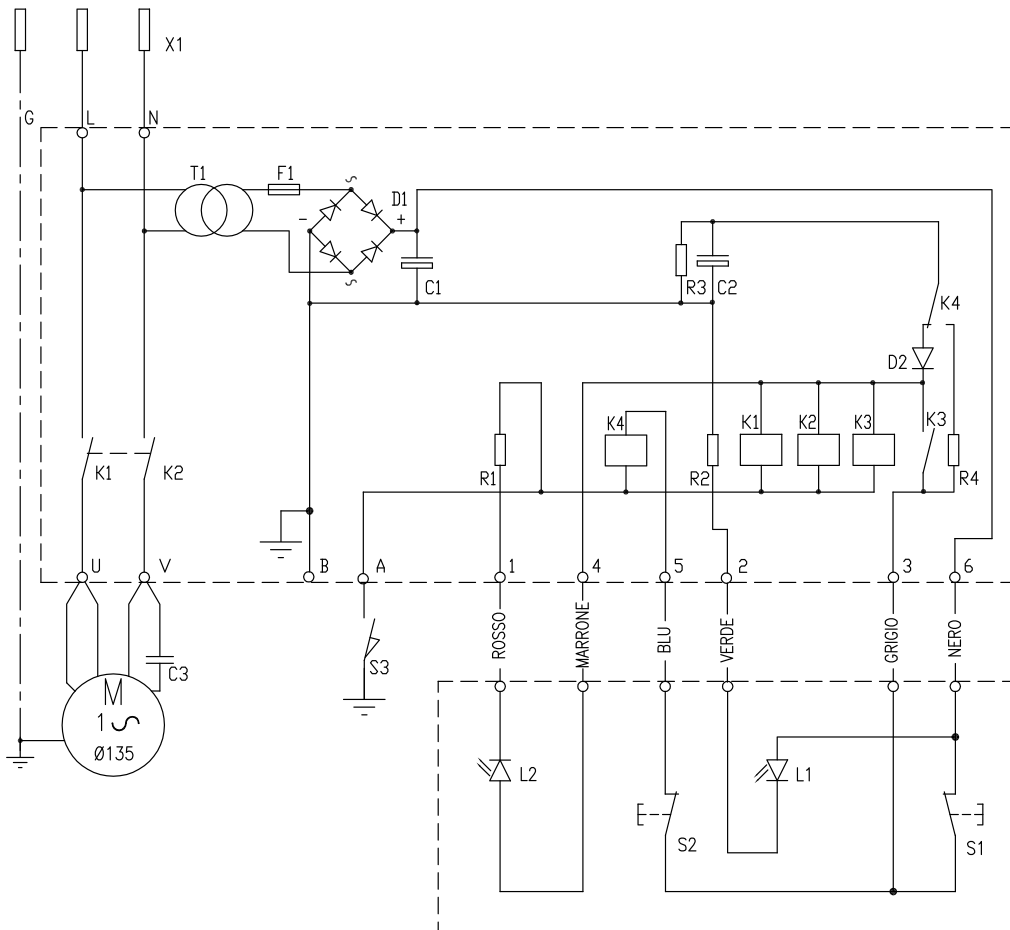 X1
G
L
N
T1
F1
D1
-
+
C1
R3
C2
K4
D2
K4
K1
K2
K3
K3
R1
R2
R4
K1
K2
U
V
B
A
1
4
5
2
3
6
ROSSO
MARRONE
BLU
VERDE
GRIGIO
NERO
S3
C3
M
1
Ø135
L2
L1
S2
S1